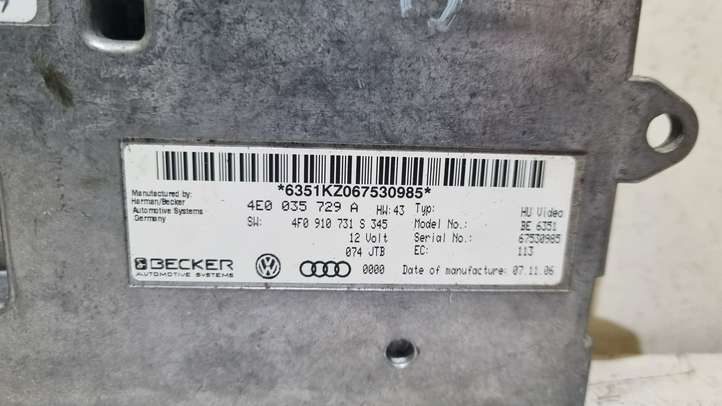 7
*6351KZ067530985*
Manufactured by:
Harman/Becker
Automotive Systems
Germany
4E0 035 729 A HW:43 Typ: HU Video
SW: 4F0 910 731 S 345 Model No.: BE 6351
12 Volt Serial No.: 67530985
074 JTB EC: 113
BECKER
AUTOMOTIVE SYSTEMS
0000 Date of manufacture: 07.11.06